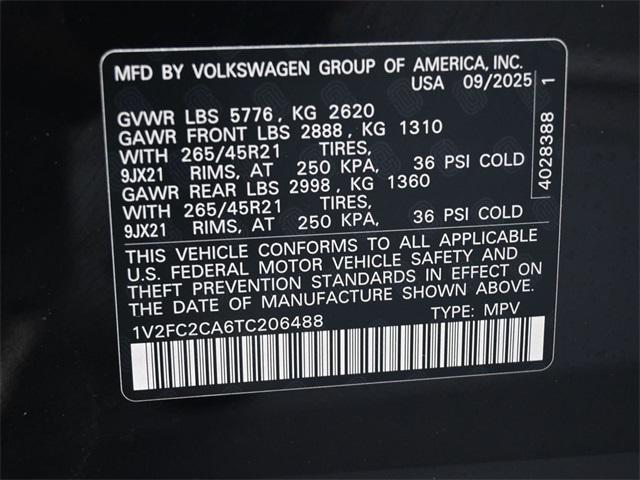 MFD BY VOLKSWAGEN GROUP OF AMERICA, INC.
USA 09/2025
GVWR LBS 5776, KG 2620
GAWR FRONT LBS 2888, KG 1310
WITH 265/45R21 TIRES,
9JX21 RIMS, AT 250 KPA, 36 PSI COLD
GAWR REAR LBS 2998, KG 1360
WITH 265/45R21 TIRES,
9JX21 RIMS, AT 250 KPA, 36 PSI COLD
THIS VEHICLE CONFORMS TO ALL APPLICABLE
U.S. FEDERAL MOTOR VEHICLE SAFETY AND
THEFT PREVENTION STANDARDS IN EFFECT ON
THE DATE OF MANUFACTURE SHOWN ABOVE.
1V2FC2CA6TC206488 TYPE: MPV
4028388 1